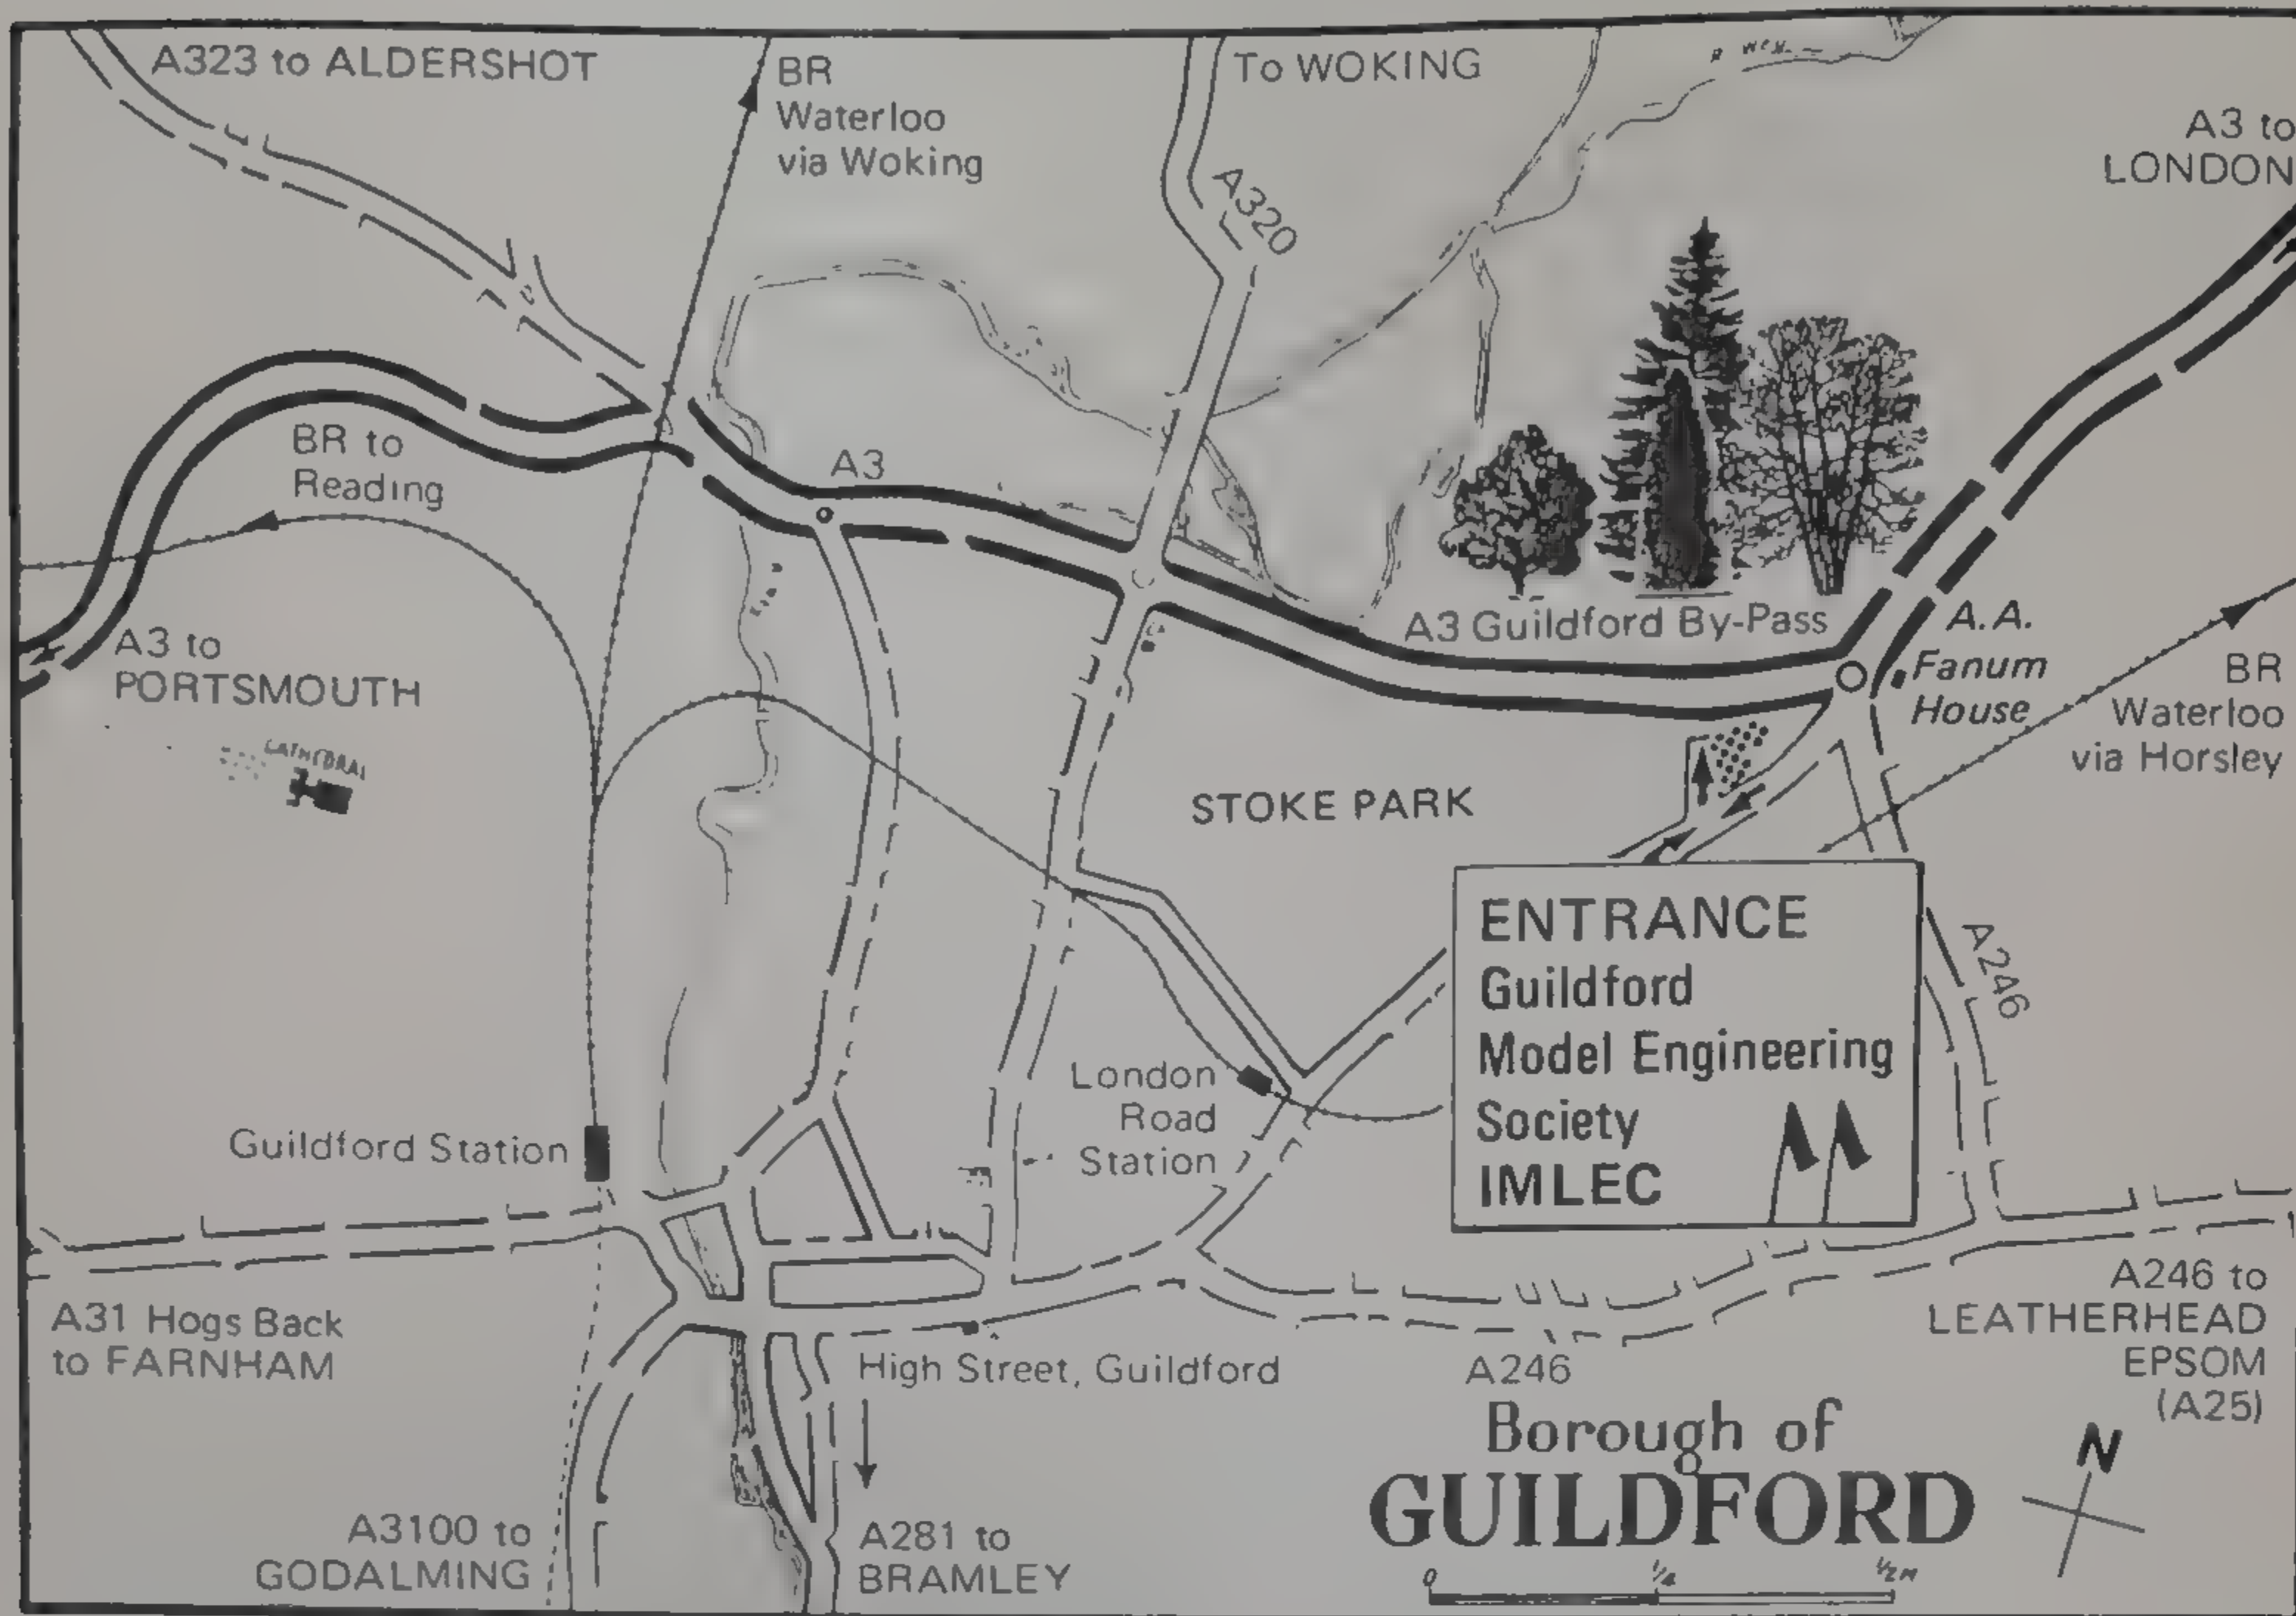 A323 to ALDERSHOT
BR
Waterloo
via Woking
To WOKING
R Wey
A3 to
LONDON
A320
BR to
Reading
A3
A3 Guildford By-Pass
A.A.
Fanum
House
BR
Waterloo
via Horsley
A3 to
PORTSMOUTH
CATHEDRAL
STOKE PARK
ENTRANCE
Guildford
Model Engineering
Society
IMLEC
A246
London
Road
Station
Guildford Station
A31 Hogs Back
to FARNHAM
High Street, Guildford
A246
A246 to
LEATHERHEAD
EPSOM
(A25)
Borough of
GUILDFORD
N
A3100 to
GODALMING
A281 to
BRAMLEY
0 1/4 1/2 M